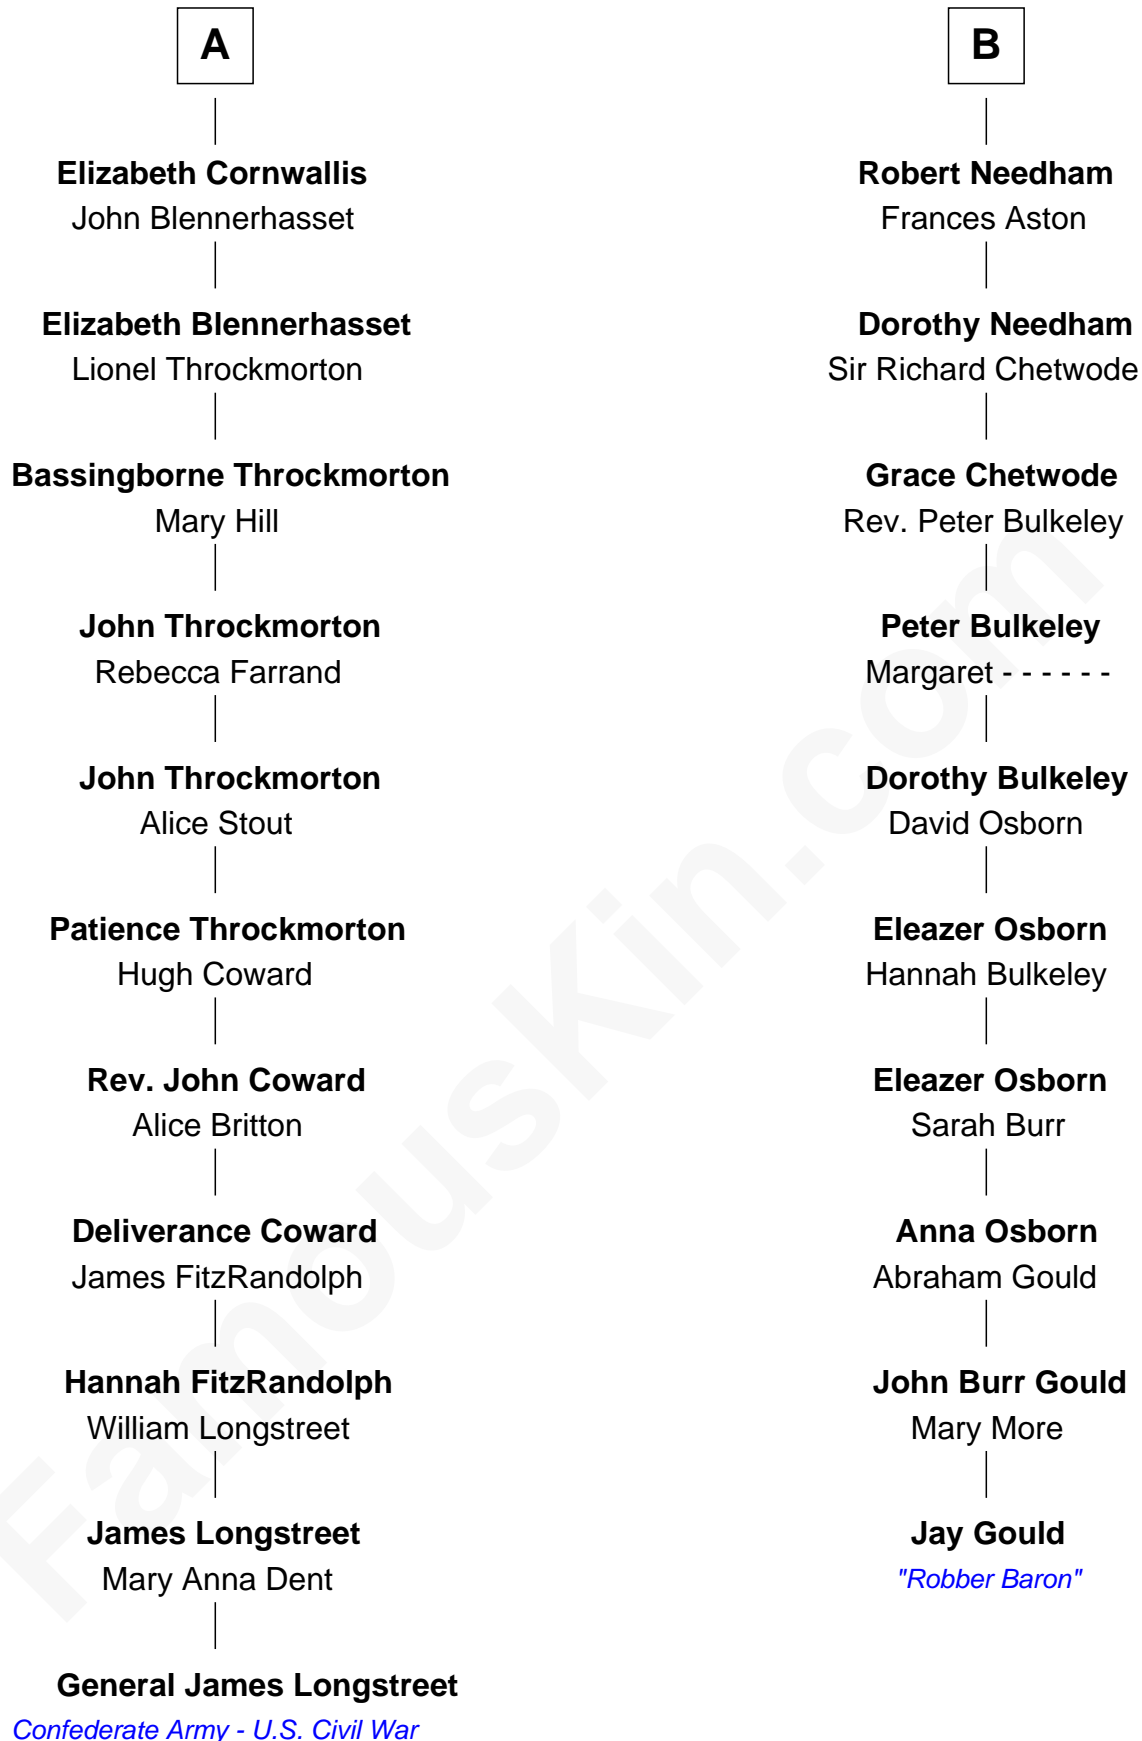 A
Elizabeth Cornwallis
John Blennerhasset
Elizabeth Blennerhasset
Lionel Throckmorton
Bassingborne Throckmorton
Mary Hill
John Throckmorton
Rebecca Farrand
John Throckmorton
Alice Stout
Patience Throckmorton
Hugh Coward
Rev. John Coward
Alice Britton
Deliverance Coward
James FitzRandolph
Hannah FitzRandolph
William Longstreet
James Longstreet
Mary Anna Dent
General James Longstreet
Confederate Army - U.S. Civil War
B
Robert Needham
Frances Aston
Dorothy Needham
Sir Richard Chetwode
Grace Chetwode
Rev. Peter Bulkeley
Peter Bulkeley
Margaret - - - - - -
Dorothy Bulkeley
David Osborn
Eleazer Osborn
Hannah Bulkeley
Eleazer Osborn
Sarah Burr
Anna Osborn
Abraham Gould
John Burr Gould
Mary More
Jay Gould
"Robber Baron"
FamousKin.com